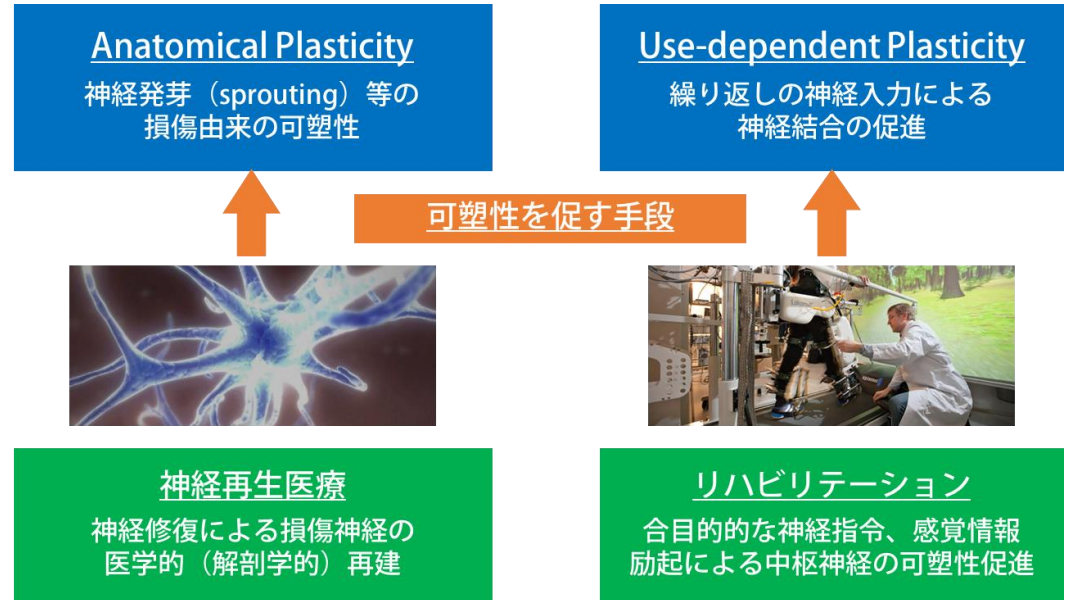 Anatomical Plasticity
神経発芽（sprouting）等の
損傷由来の可塑性
Use-dependent Plasticity
繰り返しの神経入力による
神経結合の促進
可塑性を促す手段
神経再生医療
神経修復による損傷神経の
医学的（解剖学的）再建
リハビリテーション
合目的的な神経指令、感覚情報
励起による中枢神経の可塑性促進